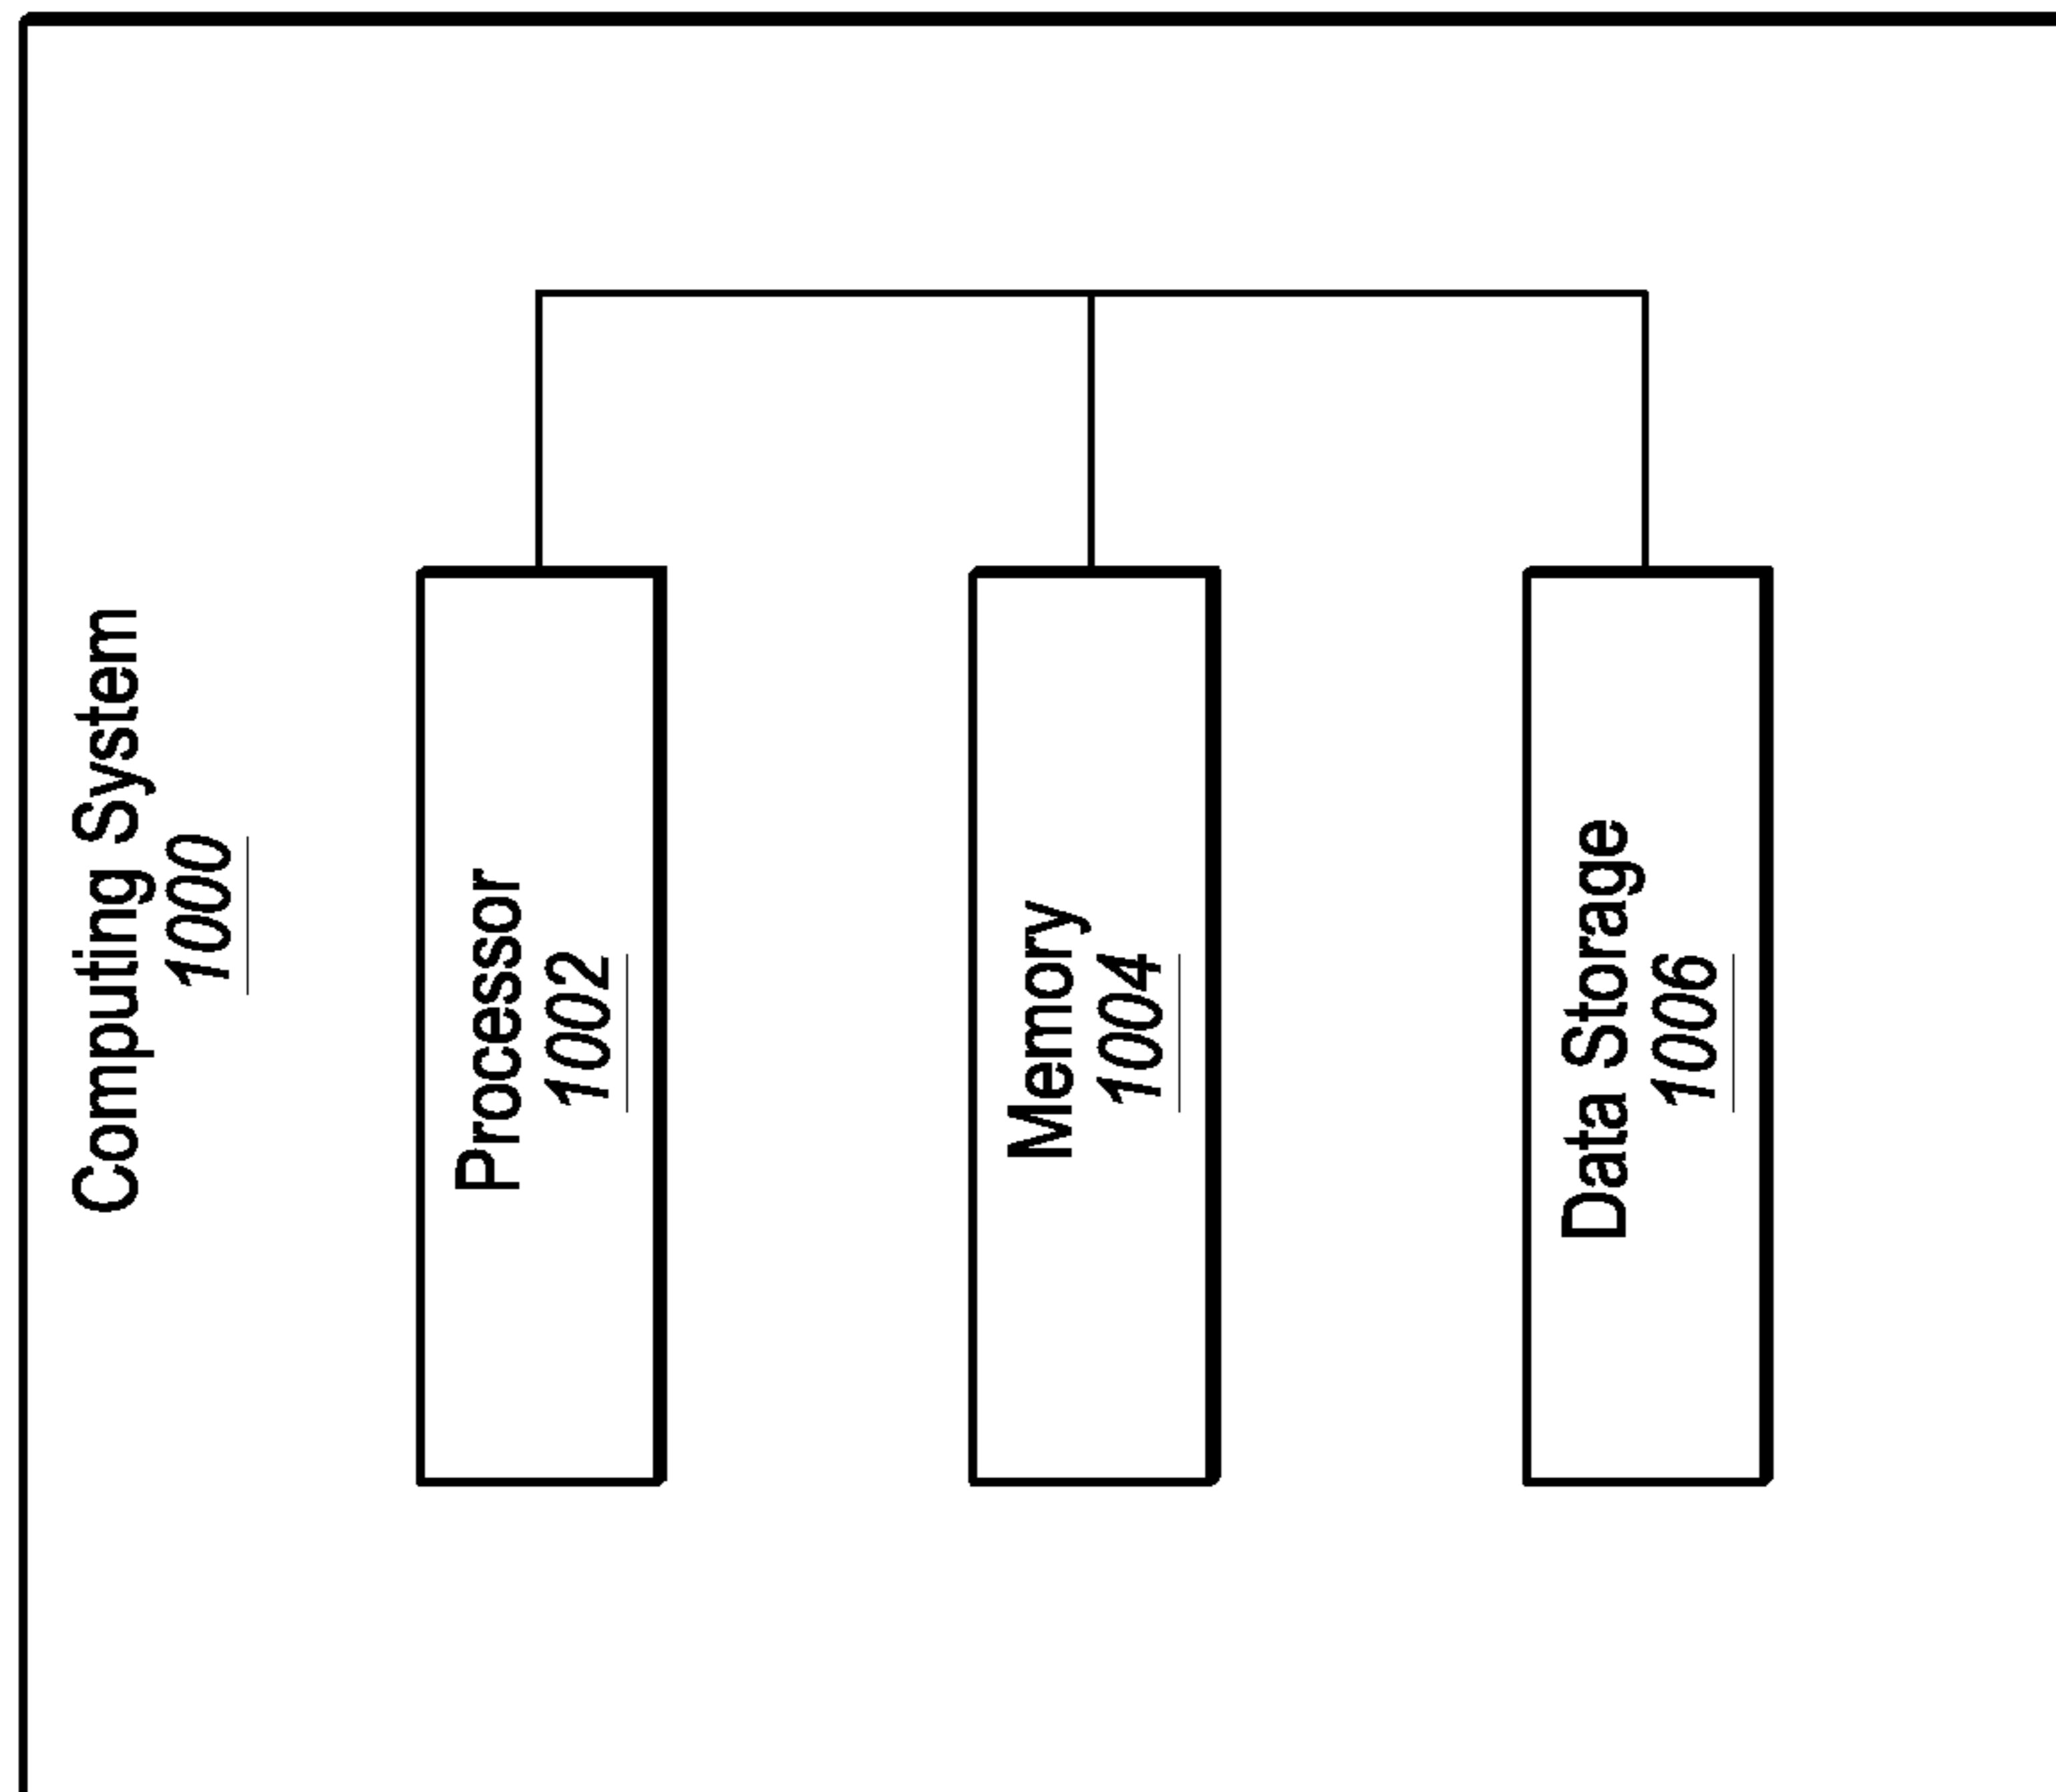 Computing System
1000
Processor
1002
Memory
1004
Data Storage
1006